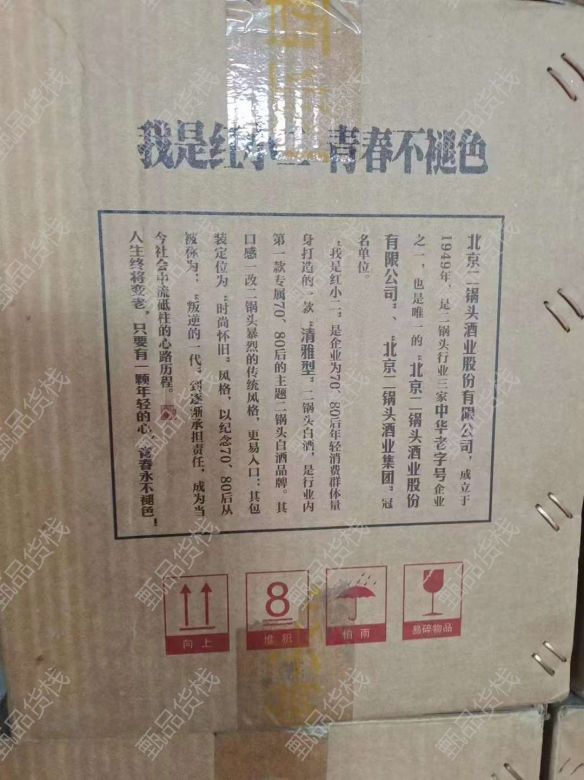 我是红小二 青春不褪色
北京二锅头酒业股份有限公司，成立于
1949年，是二锅头行业三家中华老字号企业
之一，也是唯一的“北京二锅头酒业股份
有限公司”、“北京二锅头酒业集团”冠
名单位。
“我是红小二”是企业为70、80后年轻消费群体量
身打造的一款“清雅型”二锅头白酒，是行业内
第一款专属70、80后的主题二锅头白酒品牌。其
口感一改二锅头暴烈的传统风格，更易入口；其包
装定位为“时尚怀旧”风格，以纪念70、80后从
被称为：“叛逆的一代”到逐渐承担责任，成为当
今社会中流砥柱的心路历程。
人生终将变老，只要有一颗年轻的心，青春永不褪色！
向上
8
堆积
怕雨
易碎物品
甄品货栈